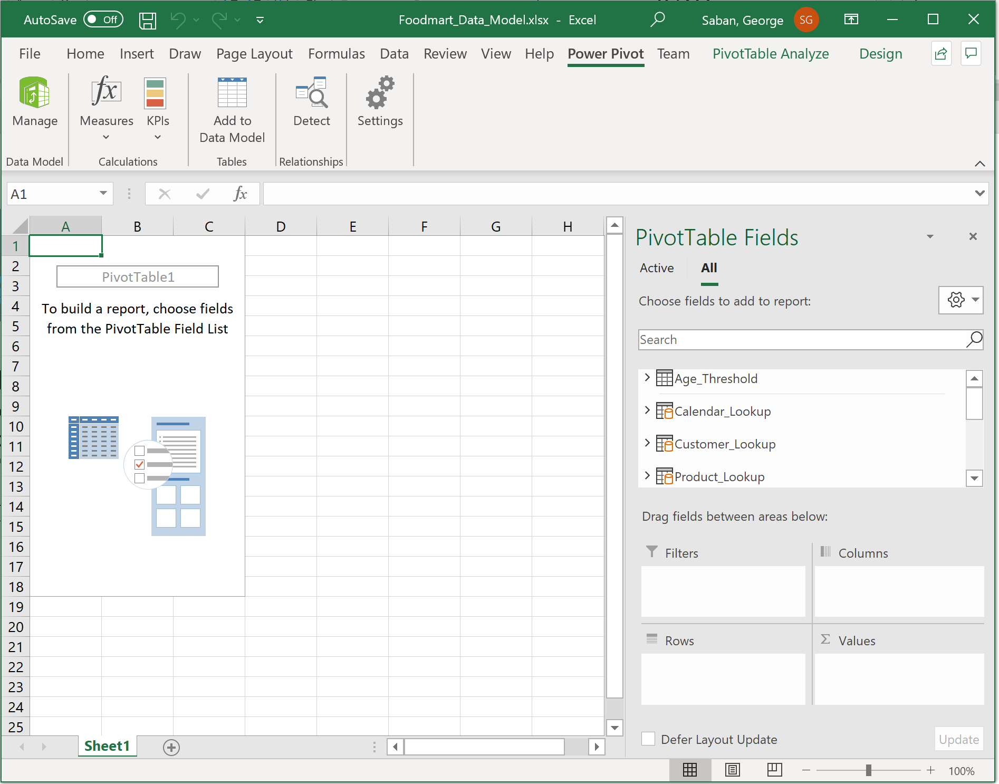 AutoSave Off Foodmart_Data_Model.xlsx - Excel Saban, George SG
File Home Insert Draw Page Layout Formulas Data Review View Help Power Pivot Team PivotTable Analyze Design
fx
Manage Measures KPIs Add to Data Model Detect Settings
Data Model Calculations Tables Relationships
A1 fx
A B C D E F G H
1
2
3
4
5
6
7
8
9
10
11
12
13
14
15
16
17
18
19
20
21
22
23
24
25
PivotTable1
To build a report, choose fields
from the PivotTable Field List
Sheet1
PivotTable Fields
Active All
Choose fields to add to report:
Search
Age_Threshold
Calendar_Lookup
Customer_Lookup
Product_Lookup
Drag fields between areas below:
Filters Columns
Rows Σ Values
Defer Layout Update Update
100%